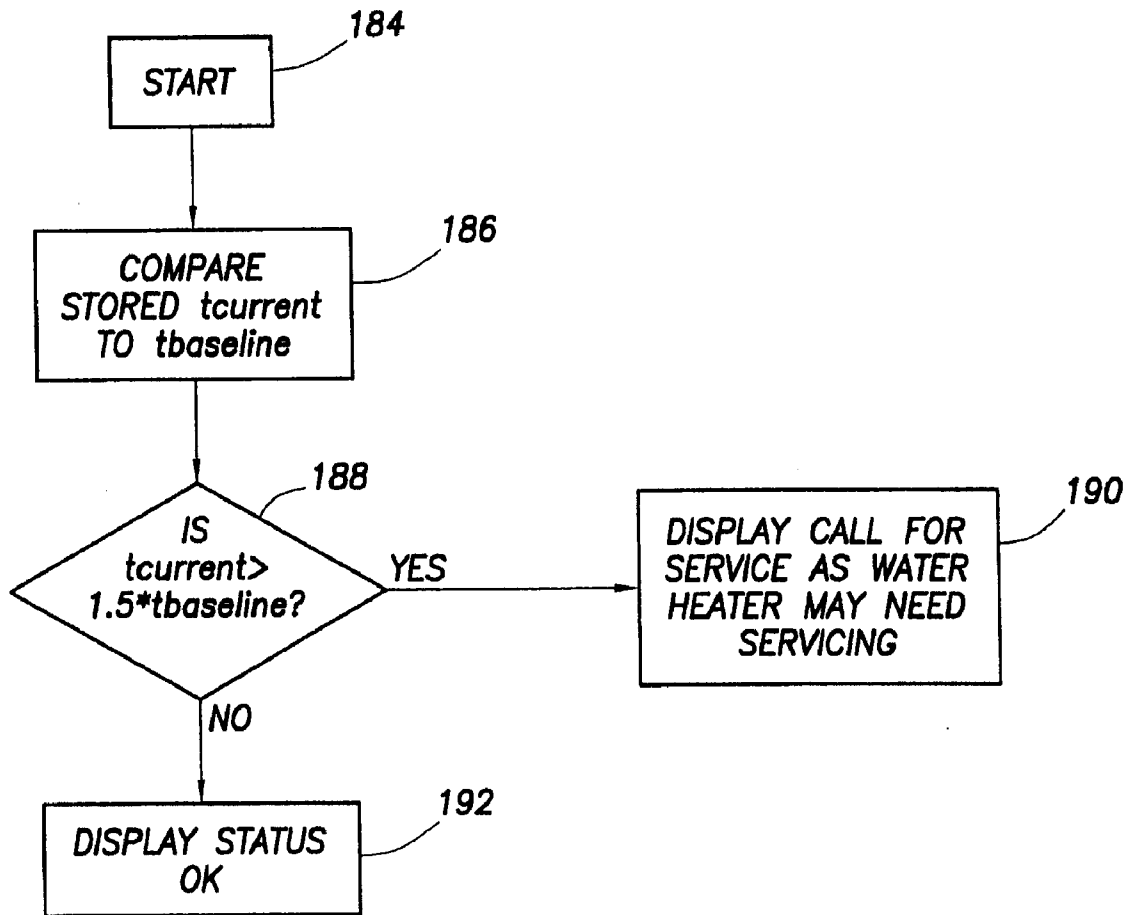 184
START
186
COMPARE
STORED tcurrent
TO tbaseline
188
IS
tcurrent>
1.5*tbaseline?
YES
190
DISPLAY CALL FOR
SERVICE AS WATER
HEATER MAY NEED
SERVICING
NO
192
DISPLAY STATUS
OK